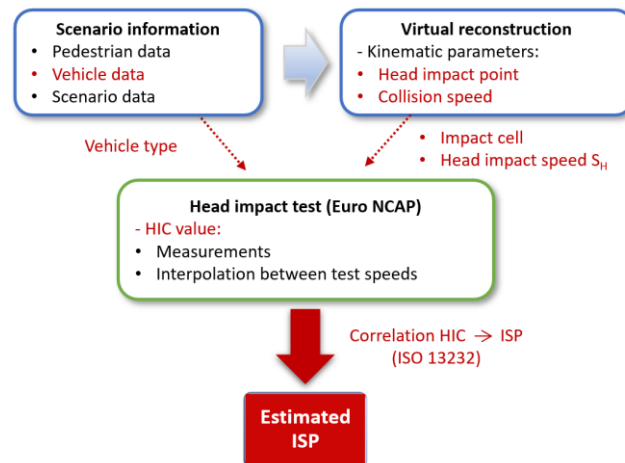 Scenario information
• Pedestrian data
• Vehicle data
• Scenario data
Virtual reconstruction
- Kinematic parameters:
• Head impact point
• Collision speed
Vehicle type
• Impact cell
• Head impact speed S_H
Head impact test (Euro NCAP)
- HIC value:
• Measurements
• Interpolation between test speeds
Correlation HIC → ISP
(ISO 13232)
Estimated
ISP